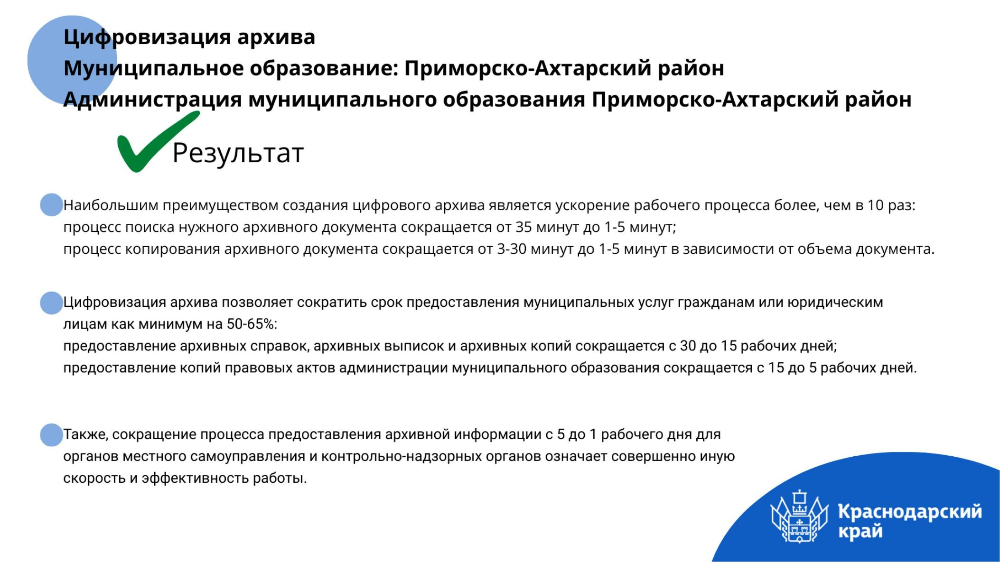 Цифровизация архива
Муниципальное образование: Приморско-Ахтарский район
Администрация муниципального образования Приморско-Ахтарский район
Результат
Наибольшим преимуществом создания цифрового архива является ускорение рабочего процесса более, чем в 10 раз:
процесс поиска нужного архивного документа сокращается от 35 минут до 1-5 минут;
процесс копирования архивного документа сокращается от 3-30 минут до 1-5 минут в зависимости от объема документа.
Цифровизация архива позволяет сократить срок предоставления муниципальных услуг гражданам или юридическим
лицам как минимум на 50-65%:
предоставление архивных справок, архивных выписок и архивных копий сокращается с 30 до 15 рабочих дней;
предоставление копий правовых актов администрации муниципального образования сокращается с 15 до 5 рабочих дней.
Также, сокращение процесса предоставления архивной информации с 5 до 1 рабочего дня для
органов местного самоуправления и контрольно-надзорных органов означает совершенно иную
скорость и эффективность работы.
Краснодарский
край